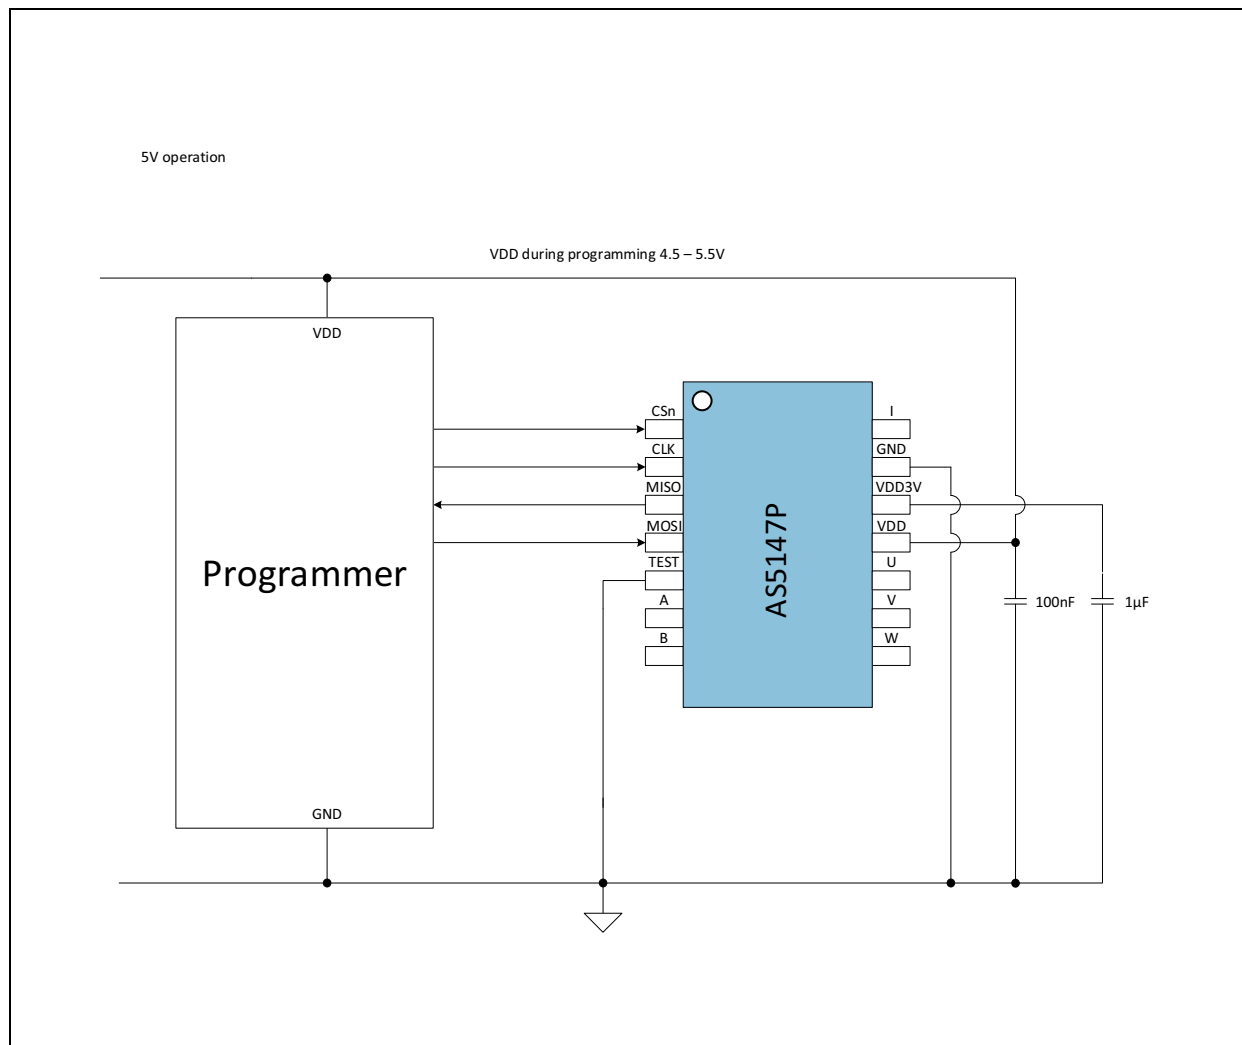 5V operation
VDD during programming 4.5 – 5.5V
VDD
Programmer
GND
CSn
CLK
MISO
MOSI
TEST
A
B
AS5147P
I
GND
VDD3V
VDD
U
V
W
100nF
1µF